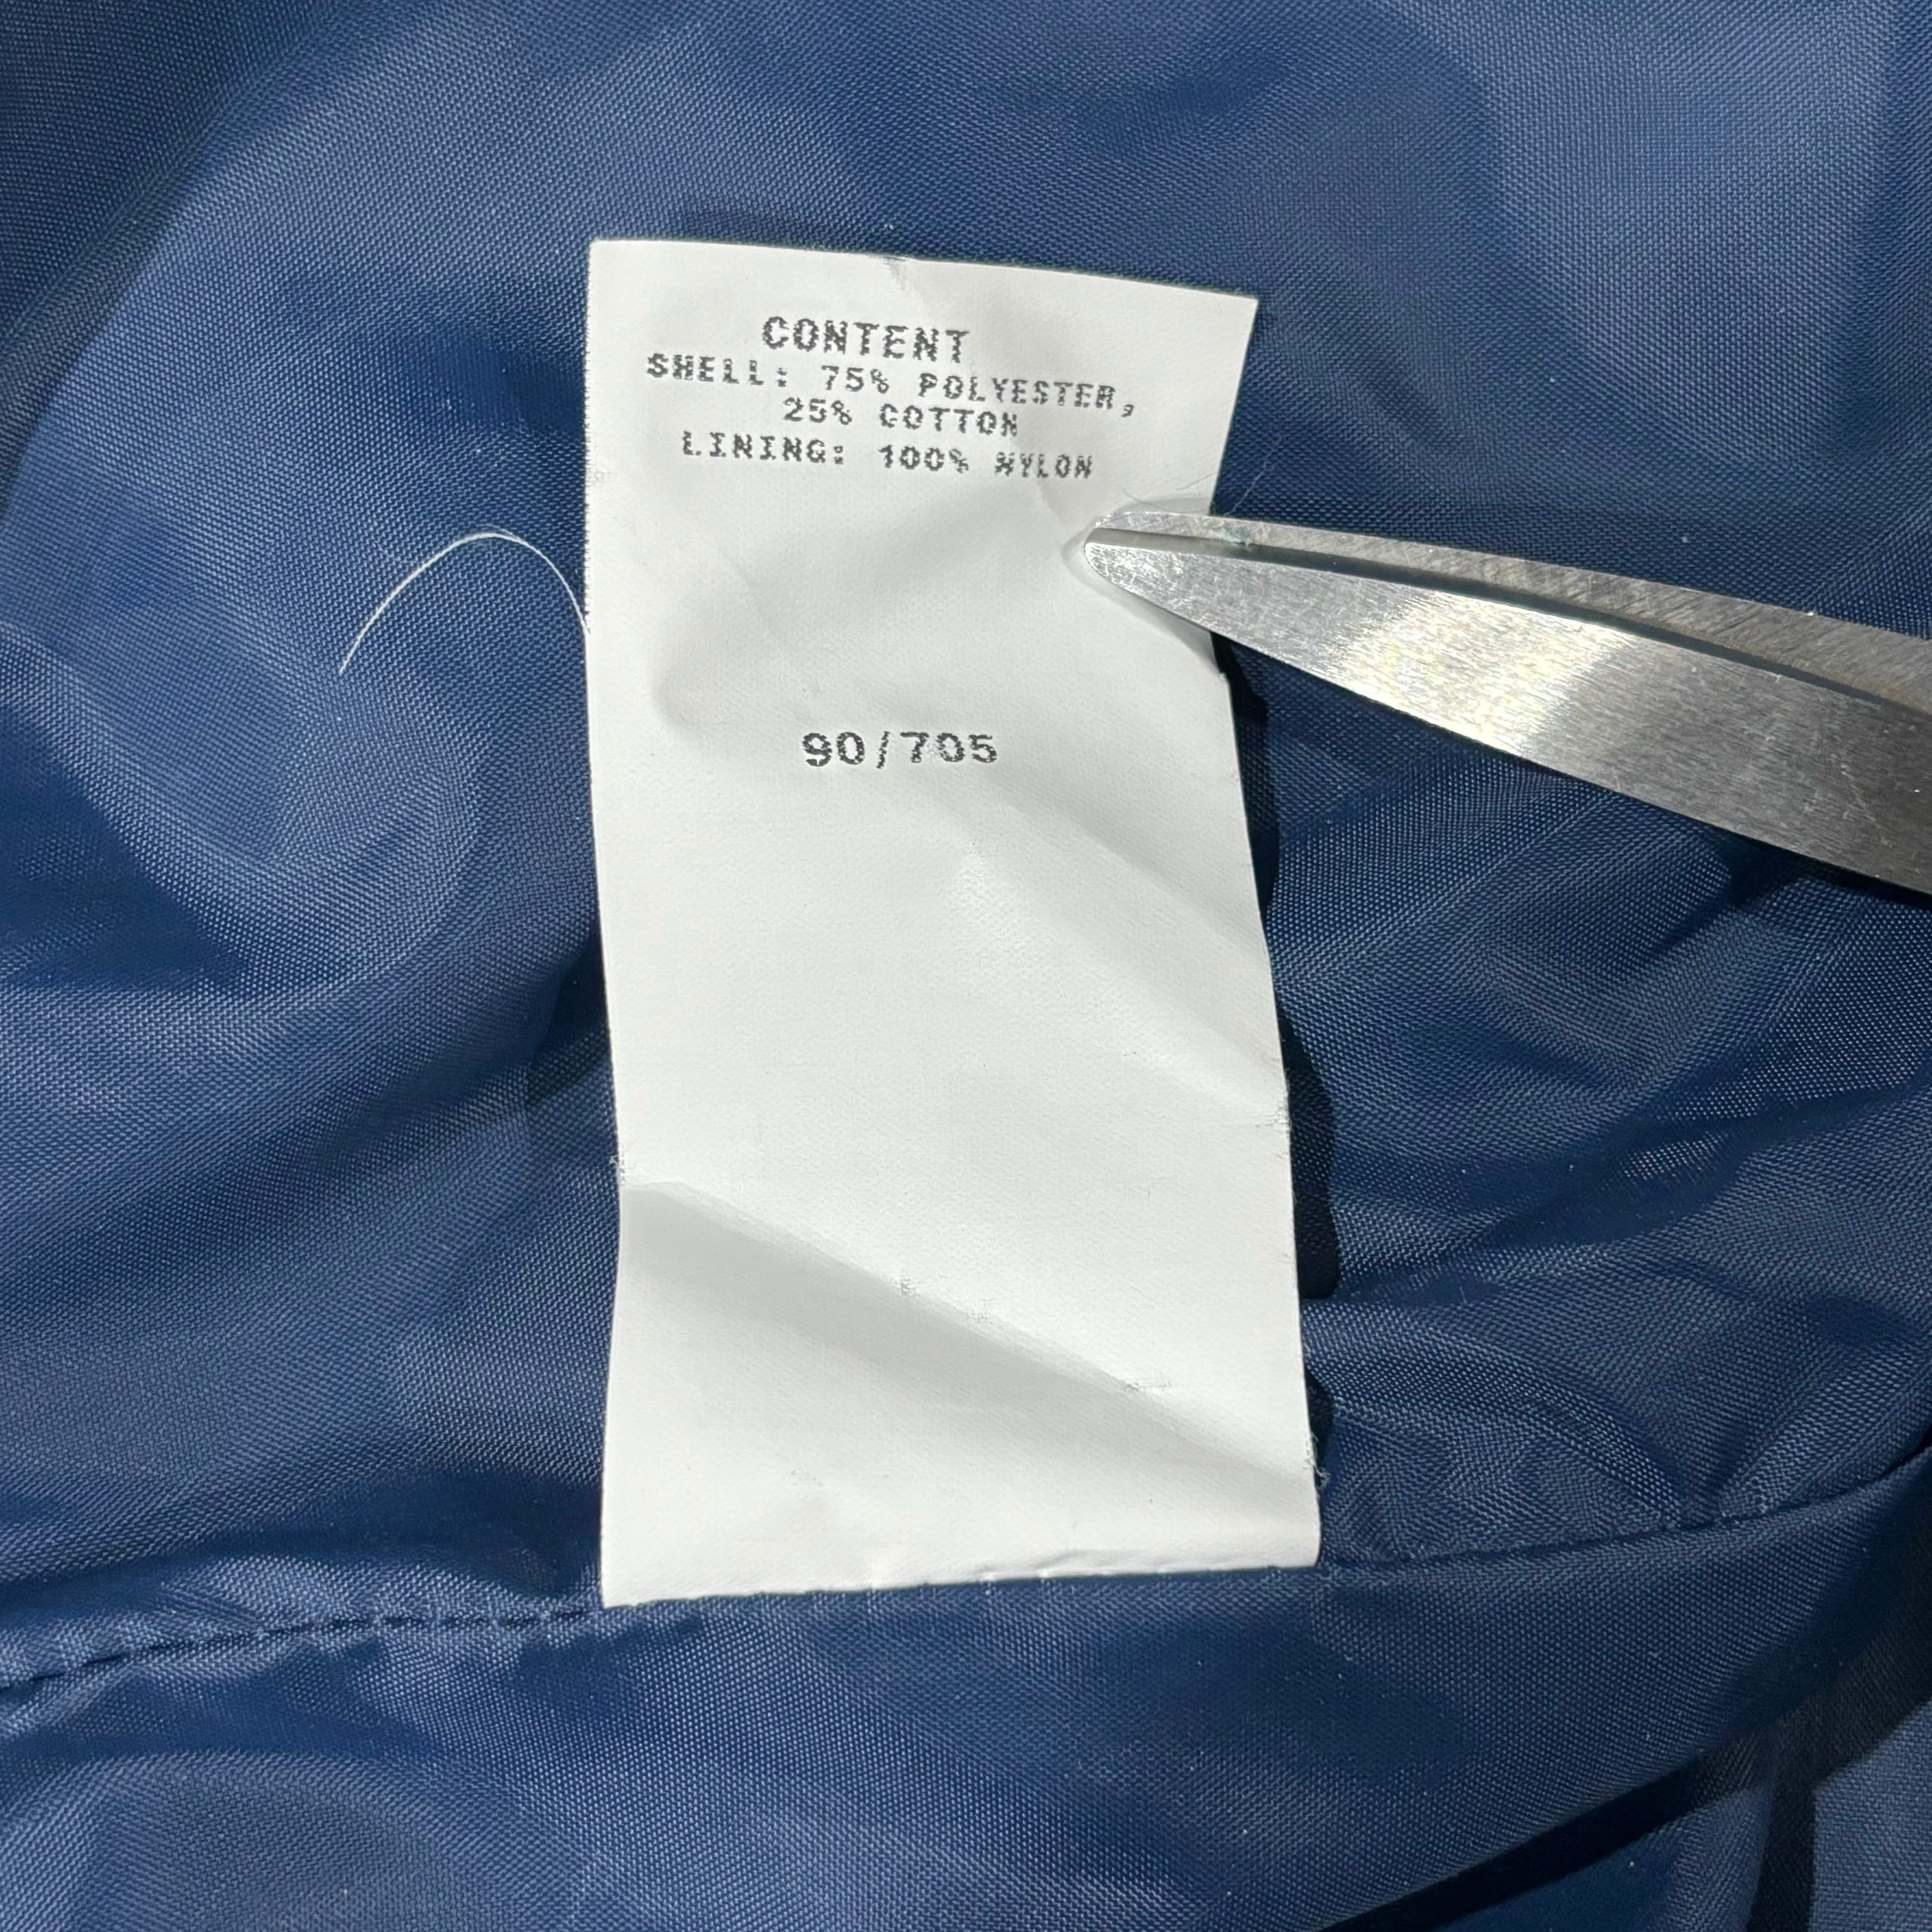 CONTENT
SHELL: 75% POLYESTER,
25% COTTON
LINING: 100% NYLON
90/705